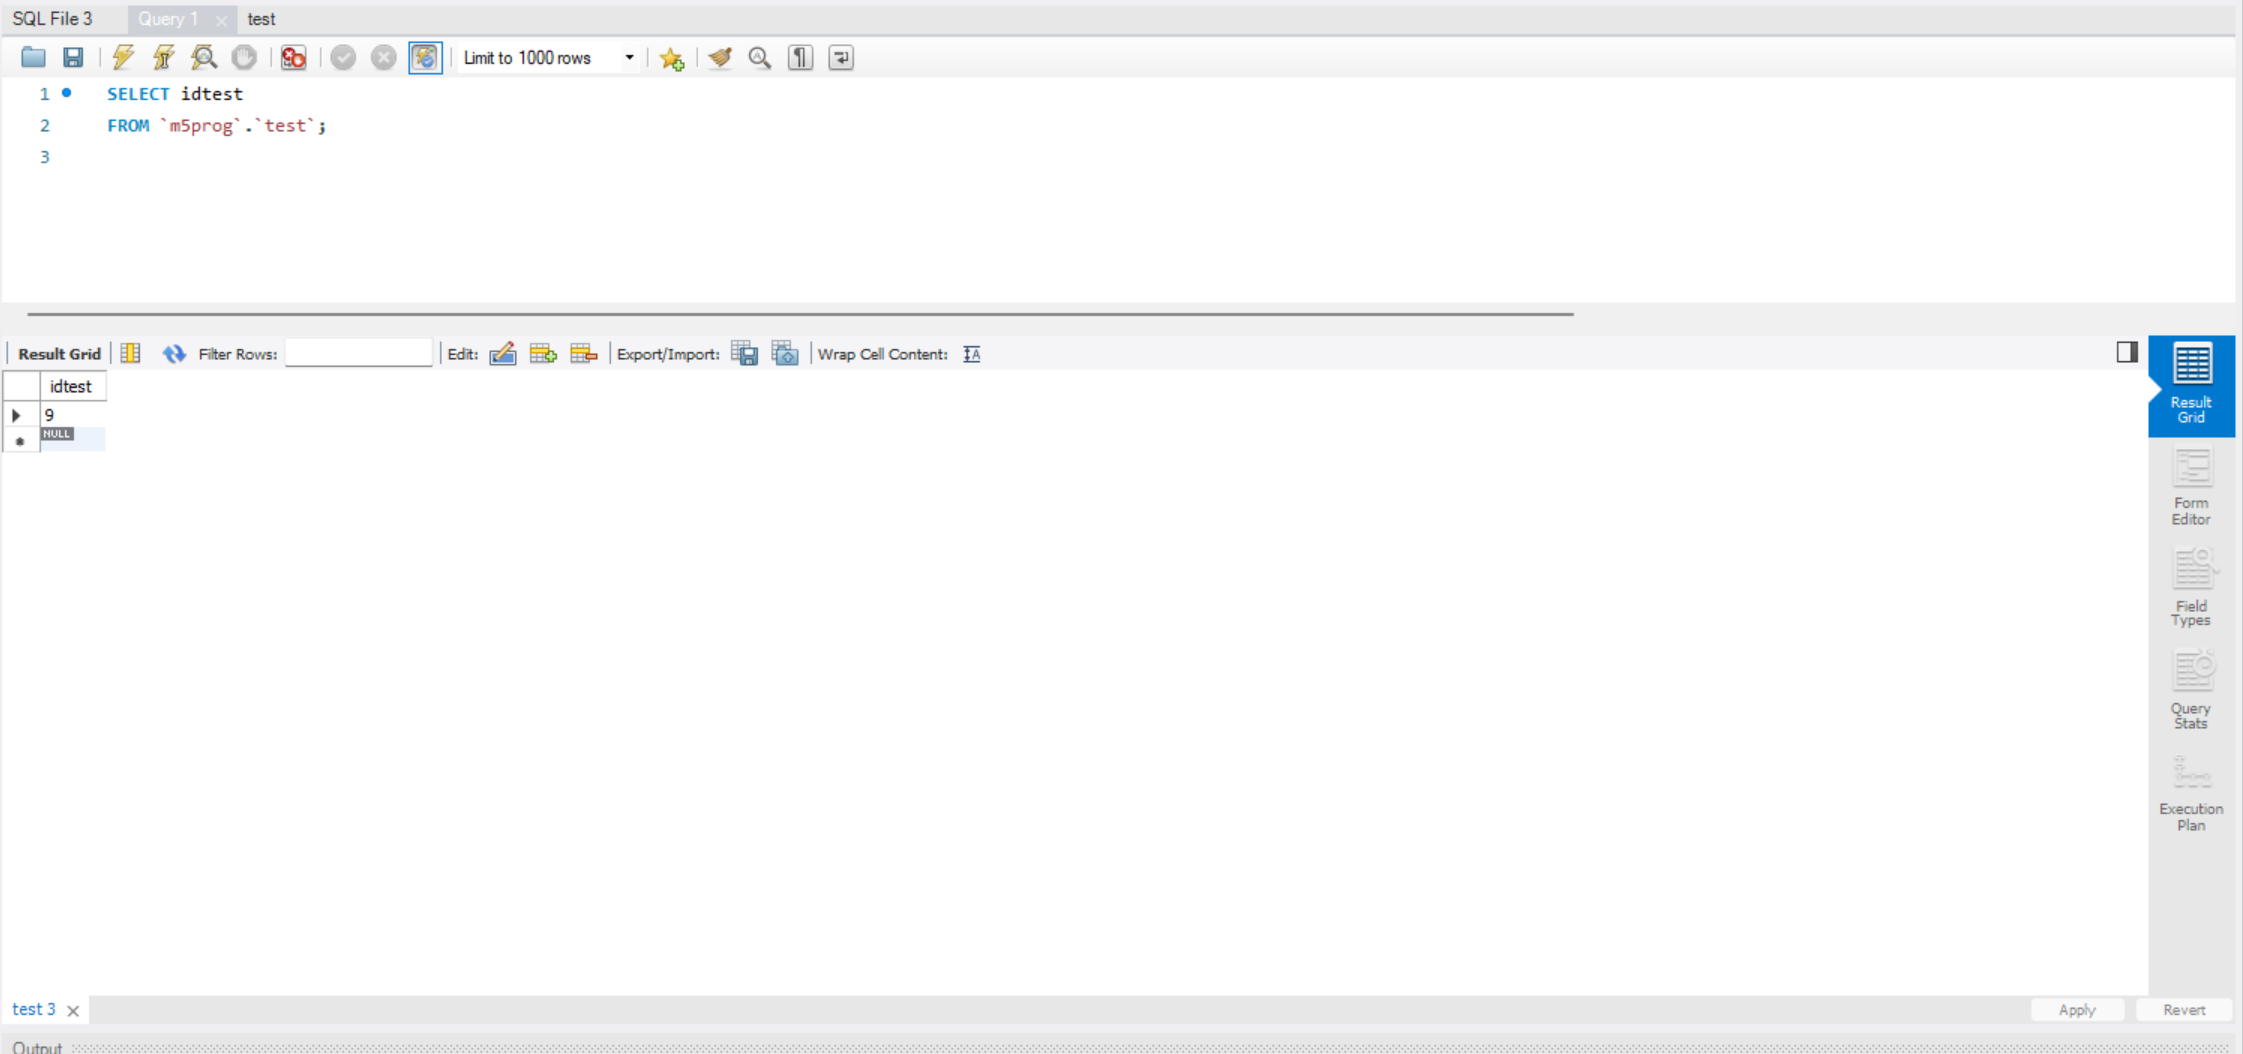 SQL File 3 Query 1 test
Limit to 1000 rows
1 SELECT idtest
2 FROM `m5prog`.`test`;
3
Result Grid Filter Rows: Edit: Export/Import: Wrap Cell Content:
idtest
9
NULL
Result
Grid
Form
Editor
Field
Types
Query
Stats
Execution
Plan
test 3 Apply Revert
Output